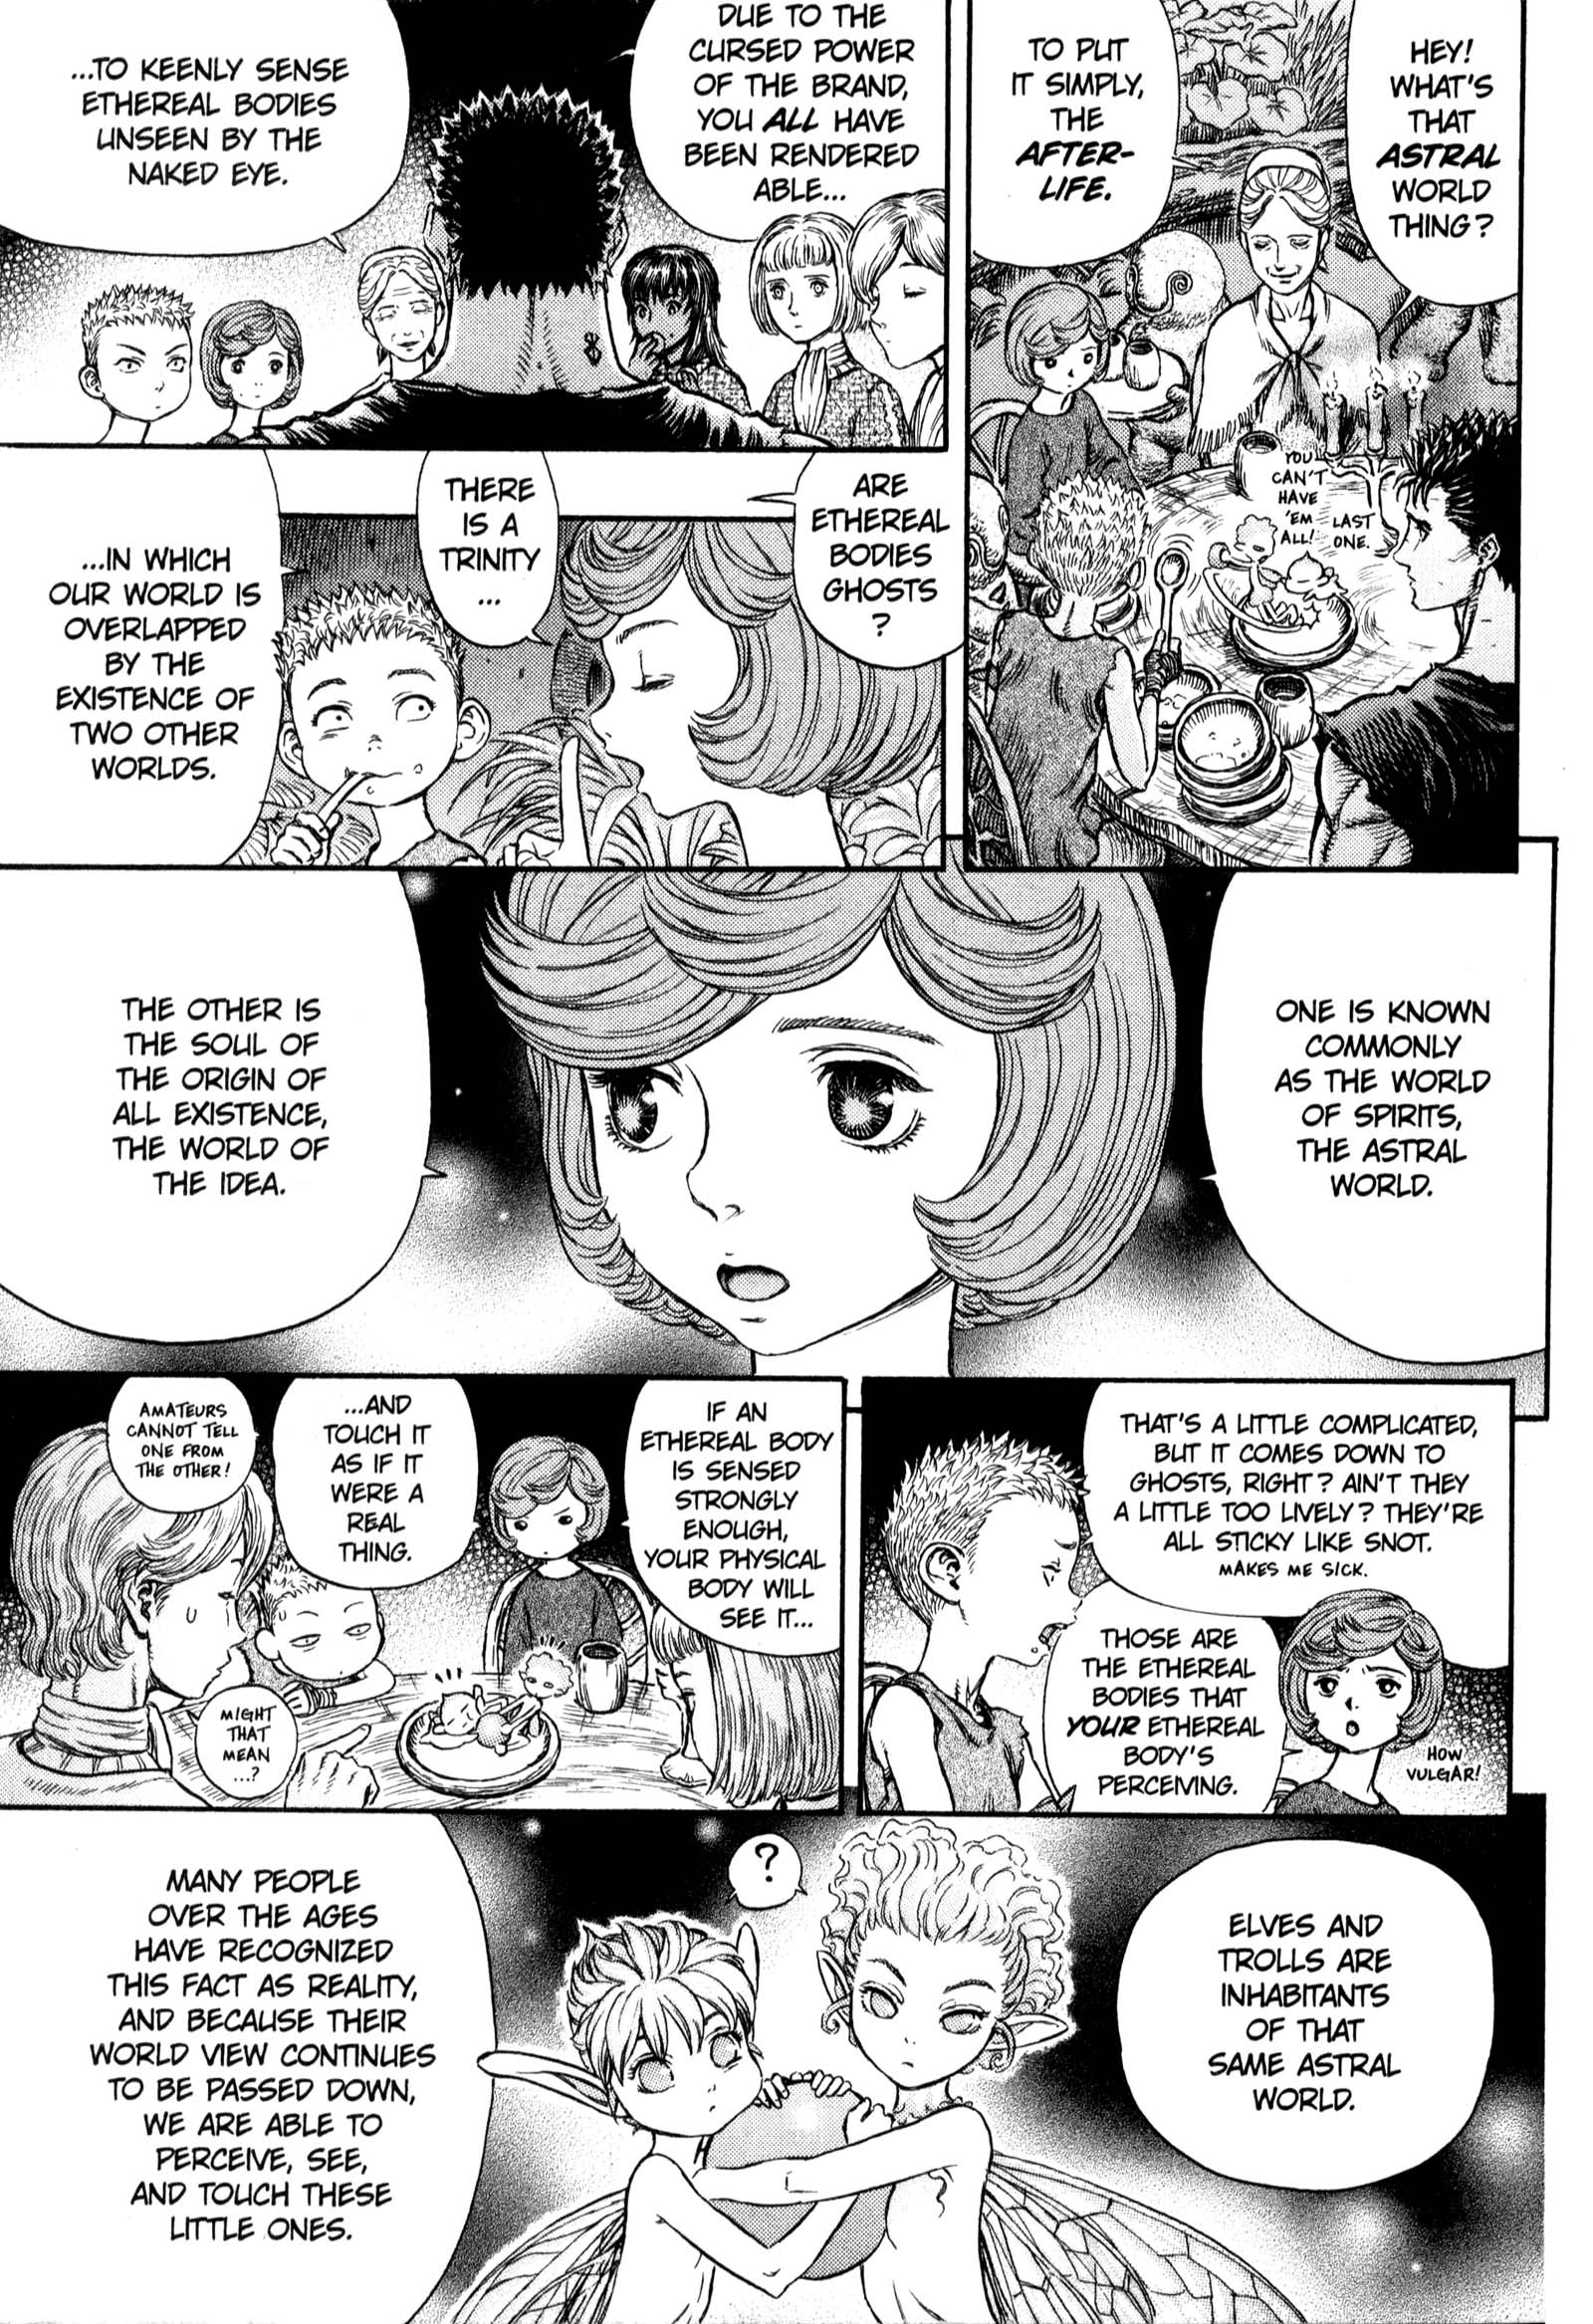 HEY!
WHAT'S
THAT
ASTRAL
WORLD
THING?
TO PUT
IT SIMPLY,
THE
AFTER-
LIFE.
YOU
CAN'T
HAVE
'EM
ALL!
LAST
ONE.
DUE TO THE
CURSED POWER
OF THE BRAND,
YOU ALL HAVE
BEEN RENDERED
ABLE...
...TO KEENLY SENSE
ETHEREAL BODIES
UNSEEN BY THE
NAKED EYE.
ARE
ETHEREAL
BODIES
GHOSTS
?
THERE
IS A
TRINITY
...
...IN WHICH
OUR WORLD IS
OVERLAPPED
BY THE
EXISTENCE OF
TWO OTHER
WORLDS.
ONE IS KNOWN
COMMONLY
AS THE WORLD
OF SPIRITS,
THE ASTRAL
WORLD.
THE OTHER IS
THE SOUL OF
THE ORIGIN OF
ALL EXISTENCE,
THE WORLD OF
THE IDEA.
THAT'S A LITTLE COMPLICATED,
BUT IT COMES DOWN TO
GHOSTS, RIGHT? AIN'T THEY
A LITTLE TOO LIVELY? THEY'RE
ALL STICKY LIKE SNOT.
MAKES ME SICK.
THOSE ARE
THE ETHEREAL
BODIES THAT
YOUR ETHEREAL
BODY'S
PERCEIVING.
HOW
VULGAR!
IF AN
ETHEREAL BODY
IS SENSED
STRONGLY
ENOUGH,
YOUR PHYSICAL
BODY WILL
SEE IT...
...AND
TOUCH IT
AS IF IT
WERE A
REAL
THING.
AMATEURS
CANNOT TELL
ONE FROM
THE OTHER!
MIGHT
THAT
MEAN
...?
ELVES AND
TROLLS ARE
INHABITANTS
OF THAT
SAME ASTRAL
WORLD.
?
MANY PEOPLE
OVER THE AGES
HAVE RECOGNIZED
THIS FACT AS REALITY,
AND BECAUSE THEIR
WORLD VIEW CONTINUES
TO BE PASSED DOWN,
WE ARE ABLE TO
PERCEIVE, SEE,
AND TOUCH THESE
LITTLE ONES.